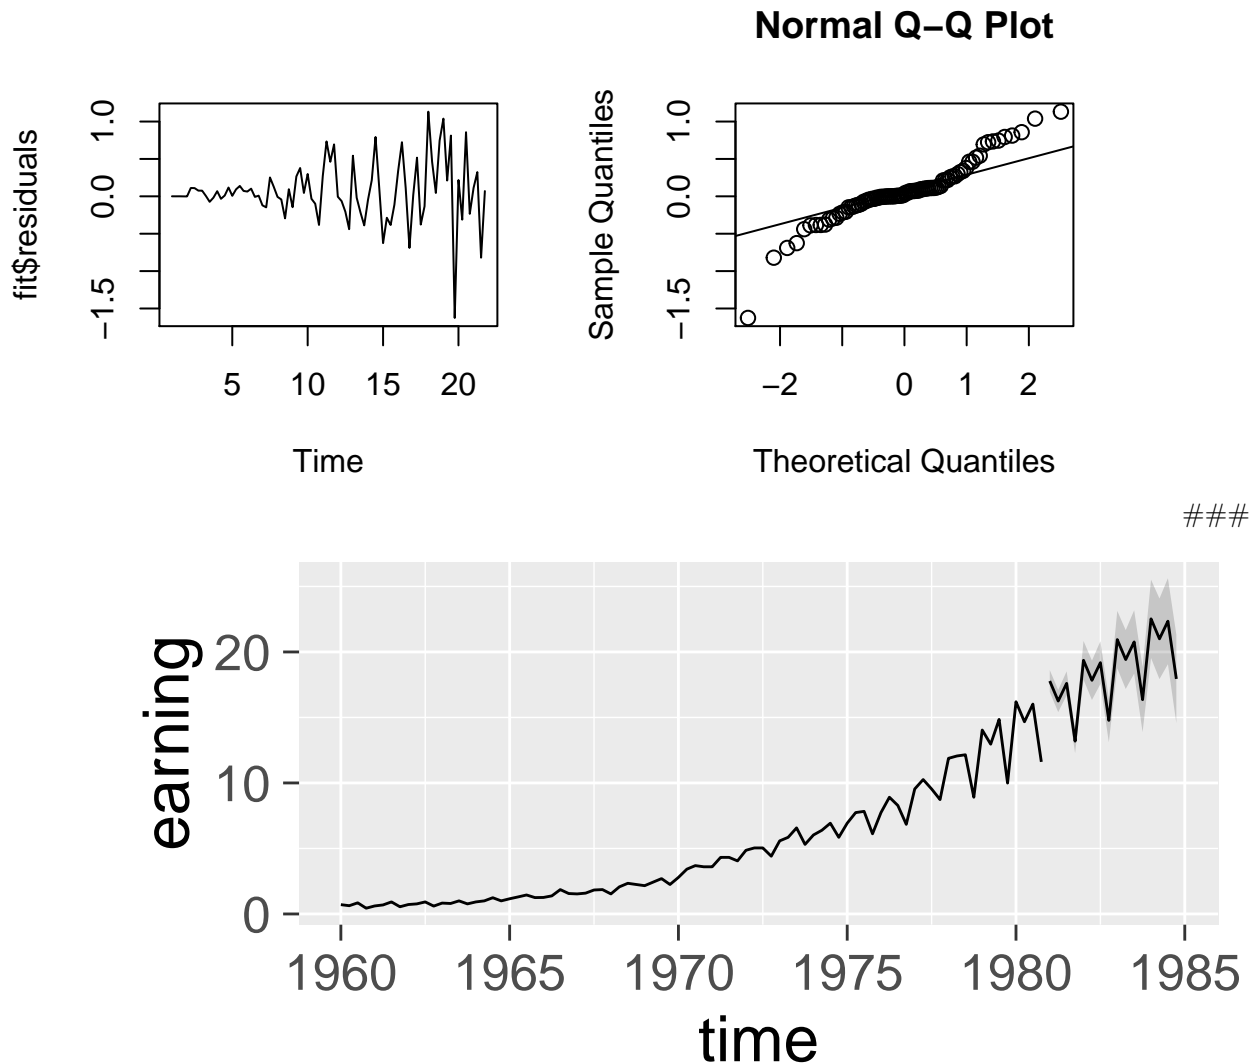 Normal Q−Q Plot
fit$residuals
1.0
0.0
−1.5
5 10 15 20
Time
Sample Quantiles
1.0
0.0
−1.5
−2 0 1 2
Theoretical Quantiles
###
earning
20
10
0
1960 1965 1970 1975 1980 1985
time